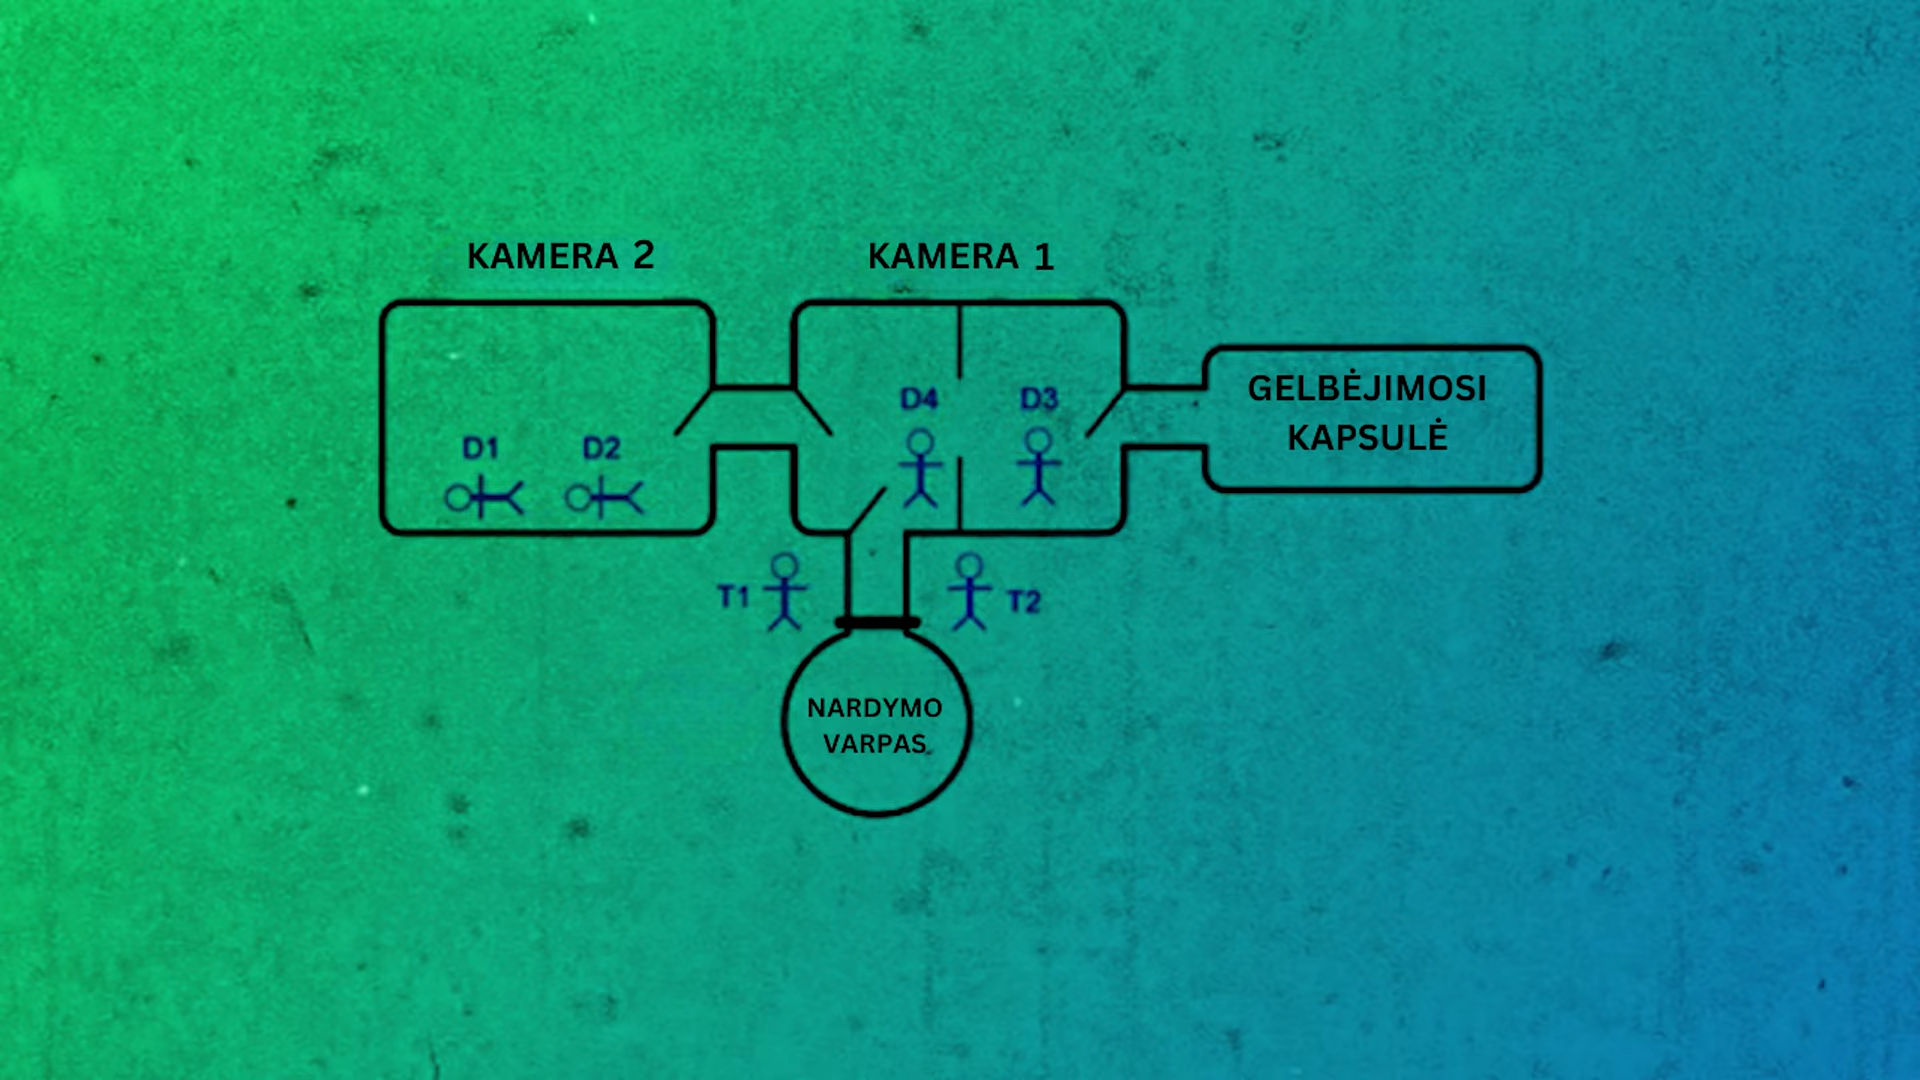 KAMERA 2
KAMERA 1
D4
D3
GELBĖJIMOSI
KAPSULĖ
D1
D2
T1
T2
NARDYMO
VARPAS